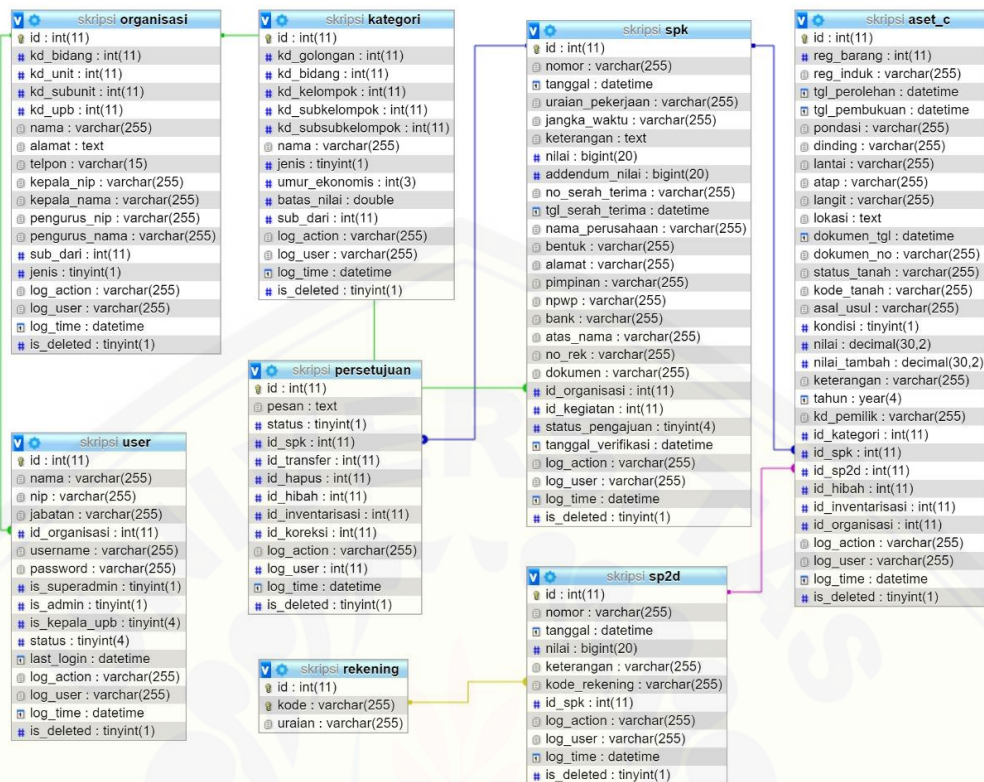 skripsi organisasi
id : int(11)
kd_bidang : int(11)
kd_unit : int(11)
kd_subunit : int(11)
kd_upb : int(11)
nama : varchar(255)
alamat : text
telpon : varchar(15)
kepala_nip : varchar(255)
kepala_nama : varchar(255)
pengurus_nip : varchar(255)
pengurus_nama : varchar(255)
sub_dari : int(11)
jenis : tinyint(1)
log_action : varchar(255)
log_user : varchar(255)
log_time : datetime
is_deleted : tinyint(1)
skripsi kategori
id : int(11)
kd_golongan : int(11)
kd_bidang : int(11)
kd_kelompok : int(11)
kd_subkelompok : int(11)
kd_subsubkelompok : int(11)
nama : varchar(255)
jenis : tinyint(1)
umur_ekonomis : int(3)
batas_nilai : double
sub_dari : int(11)
log_action : varchar(255)
log_user : varchar(255)
log_time : datetime
is_deleted : tinyint(1)
skripsi spk
id : int(11)
nomor : varchar(255)
tanggal : datetime
uraian_pekerjaan : varchar(255)
jangka_waktu : varchar(255)
keterangan : text
nilai : bigint(20)
addendum_nilai : bigint(20)
no_serah_terima : varchar(255)
tgl_serah_terima : datetime
nama_perusahaan : varchar(255)
bentuk : varchar(255)
alamat : varchar(255)
pimpinan : varchar(255)
npwp : varchar(255)
bank : varchar(255)
atas_nama : varchar(255)
no_rek : varchar(255)
dokumen : varchar(255)
id_organisasi : int(11)
id_kegiatan : int(11)
status_pengajuan : tinyint(4)
tanggal_verifikasi : datetime
log_action : varchar(255)
log_user : varchar(255)
log_time : datetime
is_deleted : tinyint(1)
skripsi aset_c
id : int(11)
reg_barang : int(11)
reg_induk : varchar(255)
tgl_perolehan : datetime
tgl_pembukuan : datetime
pondasi : varchar(255)
dinding : varchar(255)
lantai : varchar(255)
atap : varchar(255)
langit : varchar(255)
lokasi : text
dokumen_tgl : datetime
dokumen_no : varchar(255)
status_tanah : varchar(255)
kode_tanah : varchar(255)
asal_usul : varchar(255)
kondisi : tinyint(1)
nilai : decimal(30,2)
nilai_tambah : decimal(30,2)
keterangan : varchar(255)
tahun : year(4)
kd_pemilik : varchar(255)
id_kategori : int(11)
id_spk : int(11)
id_sp2d : int(11)
id_hibah : int(11)
id_inventarisasi : int(11)
id_organisasi : int(11)
log_action : varchar(255)
log_user : varchar(255)
log_time : datetime
is_deleted : tinyint(1)
skripsi persetujuan
id : int(11)
pesan : text
status : tinyint(1)
id_spk : int(11)
id_transfer : int(11)
id_hapus : int(11)
id_hibah : int(11)
id_inventarisasi : int(11)
id_koreksi : int(11)
log_action : varchar(255)
log_user : int(11)
log_time : datetime
is_deleted : tinyint(1)
skripsi user
id : int(11)
nama : varchar(255)
nip : varchar(255)
jabatan : varchar(255)
id_organisasi : int(11)
username : varchar(255)
password : varchar(255)
is_superadmin : tinyint(1)
is_admin : tinyint(1)
is_kepala_upb : tinyint(4)
status : tinyint(4)
last_login : datetime
log_action : varchar(255)
log_user : varchar(255)
log_time : datetime
is_deleted : tinyint(1)
skripsi rekening
id : int(11)
kode : varchar(255)
uraian : varchar(255)
skripsi sp2d
id : int(11)
nomor : varchar(255)
tanggal : datetime
nilai : bigint(20)
keterangan : varchar(255)
kode_rekening : varchar(255)
id_spk : int(11)
log_action : varchar(255)
log_user : varchar(255)
log_time : datetime
is_deleted : tinyint(1)